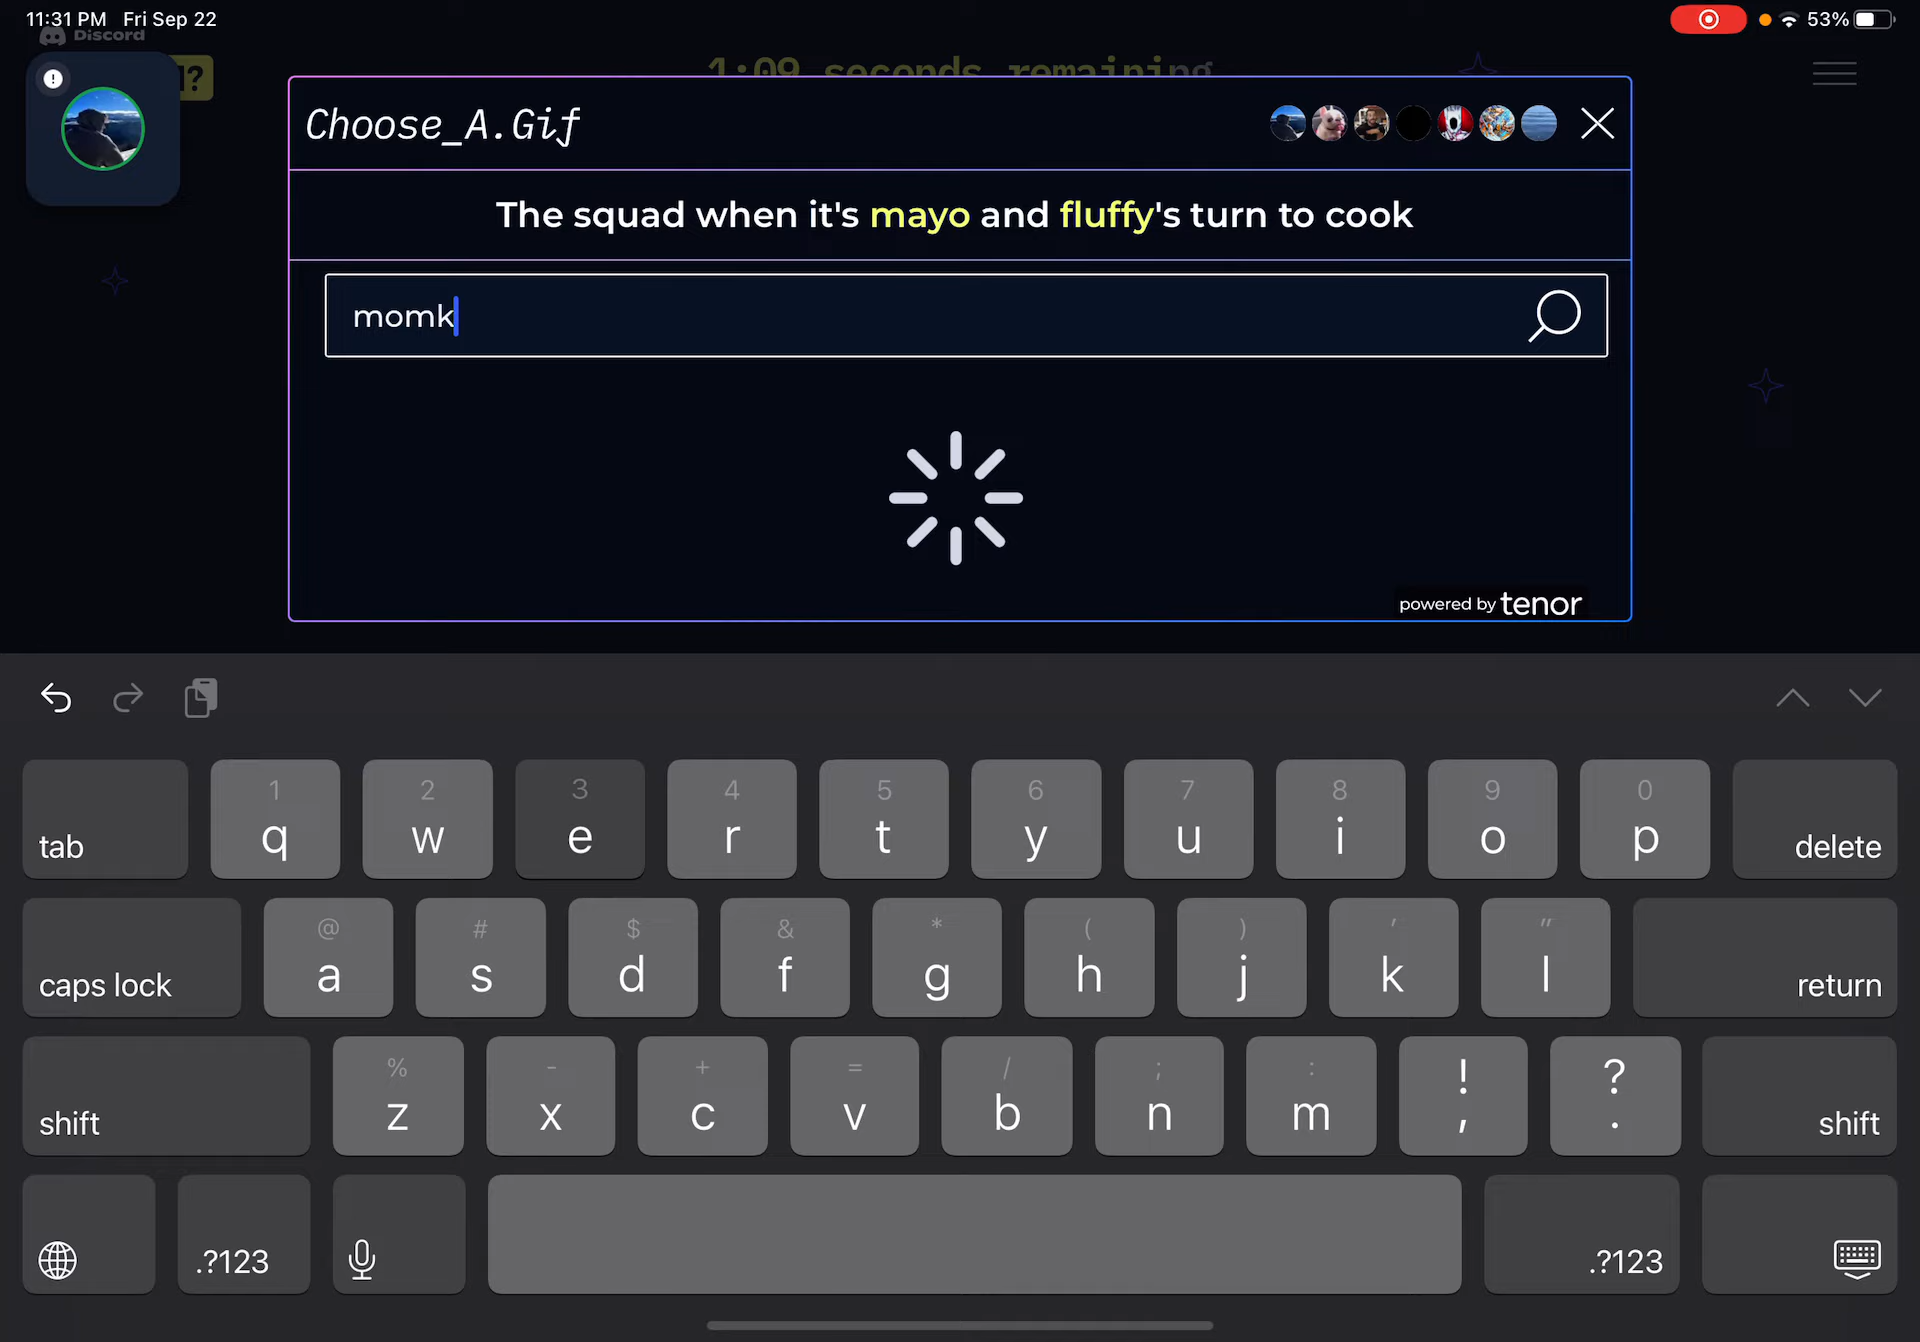 11:31 PM Fri Sep 22
53%
Discord
!
?
1:09 seconds remaining
Choose_A.Gif
The squad when it's mayo and fluffy's turn to cook
momk
powered by tenor
1 2 3 4 5 6 7 8 9 0
tab q w e r t y u i o p delete
@ # $ & * ( ) ' "
caps lock a s d f g h j k l return
% - + = / ; : ! ?
shift z x c v b n m , . shift
.?123 .?123